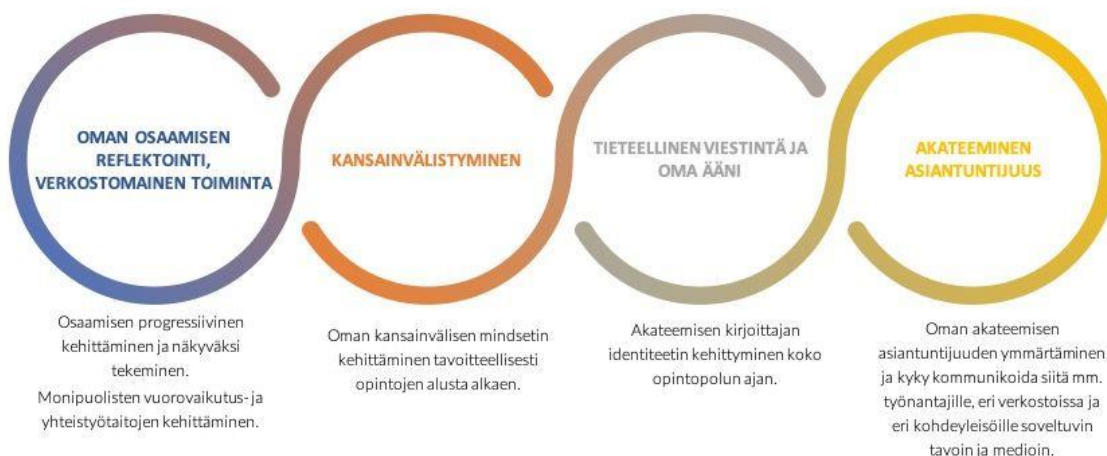 OMAN OSAAMISEN
REFLEKTOINTI,
VERKOSTOMAINEN TOIMINTA
Osaamisen progressiivinen
kehittäminen ja näkyväksi
tekeminen.
Monipuolisten vuorovaikutus- ja
yhteistyötaitojen kehittäminen.
KANSAINVÄLISTYMINEN
Oman kansainvälisen mindsetin
kehittäminen tavoitteellisesti
opintojen alusta alkaen.
TIETEELLINEN VIESTINTÄ JA
OMA ÄÄNI
Akateemisen kirjoittajan
identiteetin kehittyminen koko
opintopolun ajan.
AKATEEMINEN
ASIANTUNTIJUUS
Oman akateemisen
asiantuntijuuden ymmärtäminen
ja kyky kommunikoida siitä mm.
työnantajille, eri verkostoissa ja
eri kohdeyleisöille soveltuvin
tavoin ja medioin.